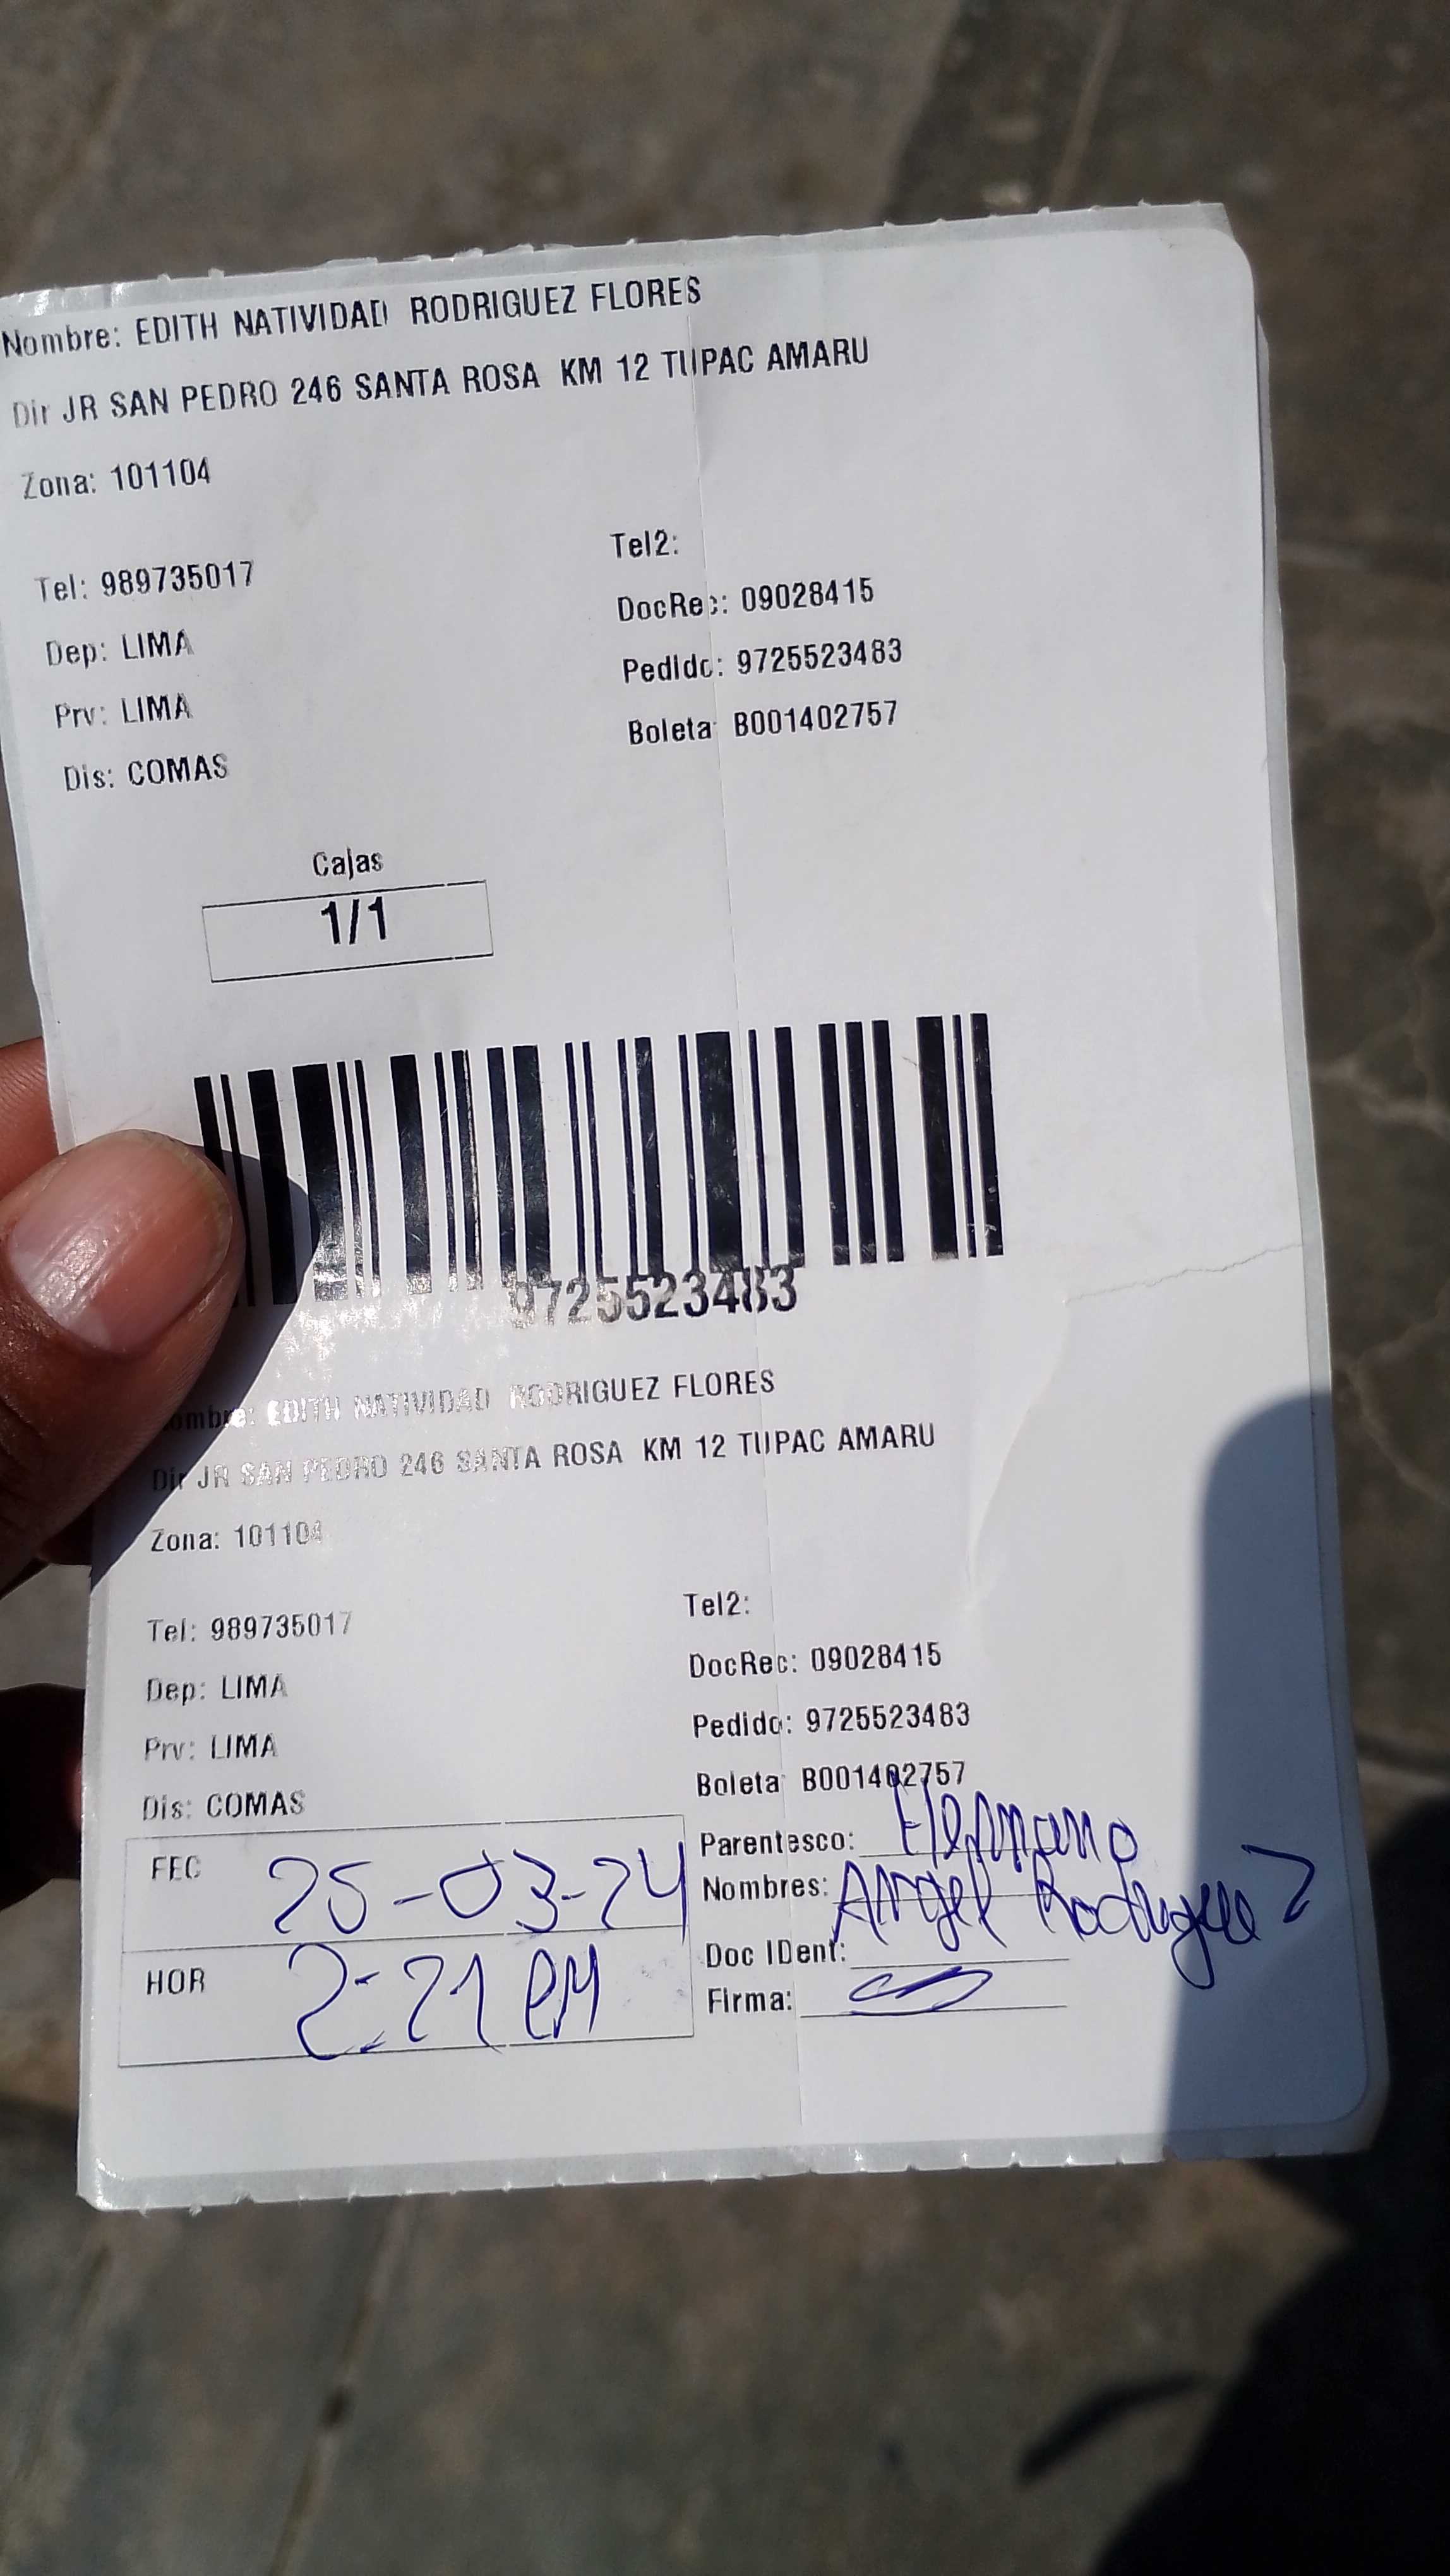 Nombre: EDITH NATIVIDAD RODRIGUEZ FLORES
Dir JR SAN PEDRO 246 SANTA ROSA KM 12 TUPAC AMARU
Zona: 101104
Tel2:
Tel: 989735017
DocRec: 09028415
Dep: LIMA
Pedido: 9725523483
Prv: LIMA
Boleta: B001402757
Dis: COMAS
Cajas
1/1
9725523483
Nombre: EDITH NATIVIDAD RODRIGUEZ FLORES
Dir JR SAN PEDRO 246 SANTA ROSA KM 12 TUPAC AMARU
Zona: 101104
Tel2:
Tel: 989735017
DocRec: 09028415
Dep: LIMA
Pedido: 9725523483
Prv: LIMA
Boleta: B001402757
Dis: COMAS
Parentesco: Hermano
FEC 25-03-24
Nombres: Angel Rodriguez
Doc IDent:
HOR 2:21 PM
Firma: